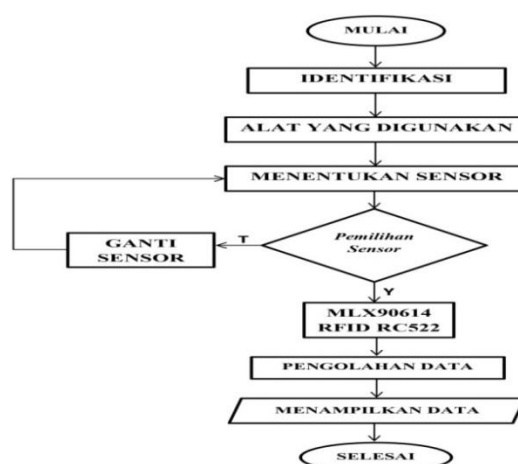 MULAI
IDENTIFIKASI
ALAT YANG DIGUNAKAN
MENENTUKAN SENSOR
Pemilihan
Sensor
T
GANTI
SENSOR
Y
MLX90614
RFID RC522
PENGOLAHAN DATA
MENAMPILKAN DATA
SELESAI